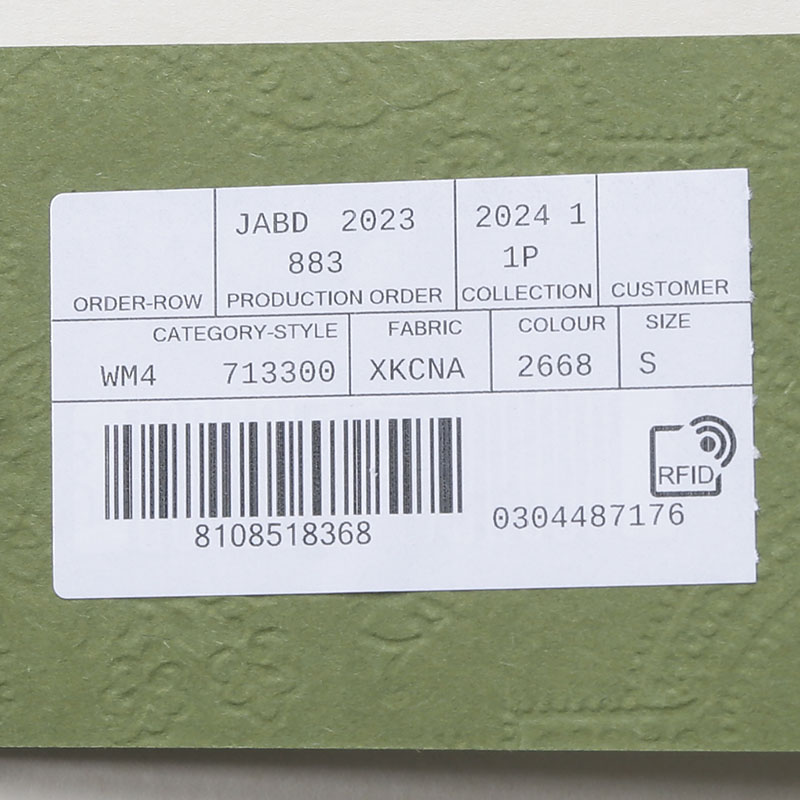 JABD 2023
883
2024 1
1P
ORDER-ROW
PRODUCTION ORDER
COLLECTION
CUSTOMER
CATEGORY-STYLE
FABRIC
COLOUR
SIZE
WM4 713300
XKCNA
2668
S
RFID
8108518368
0304487176